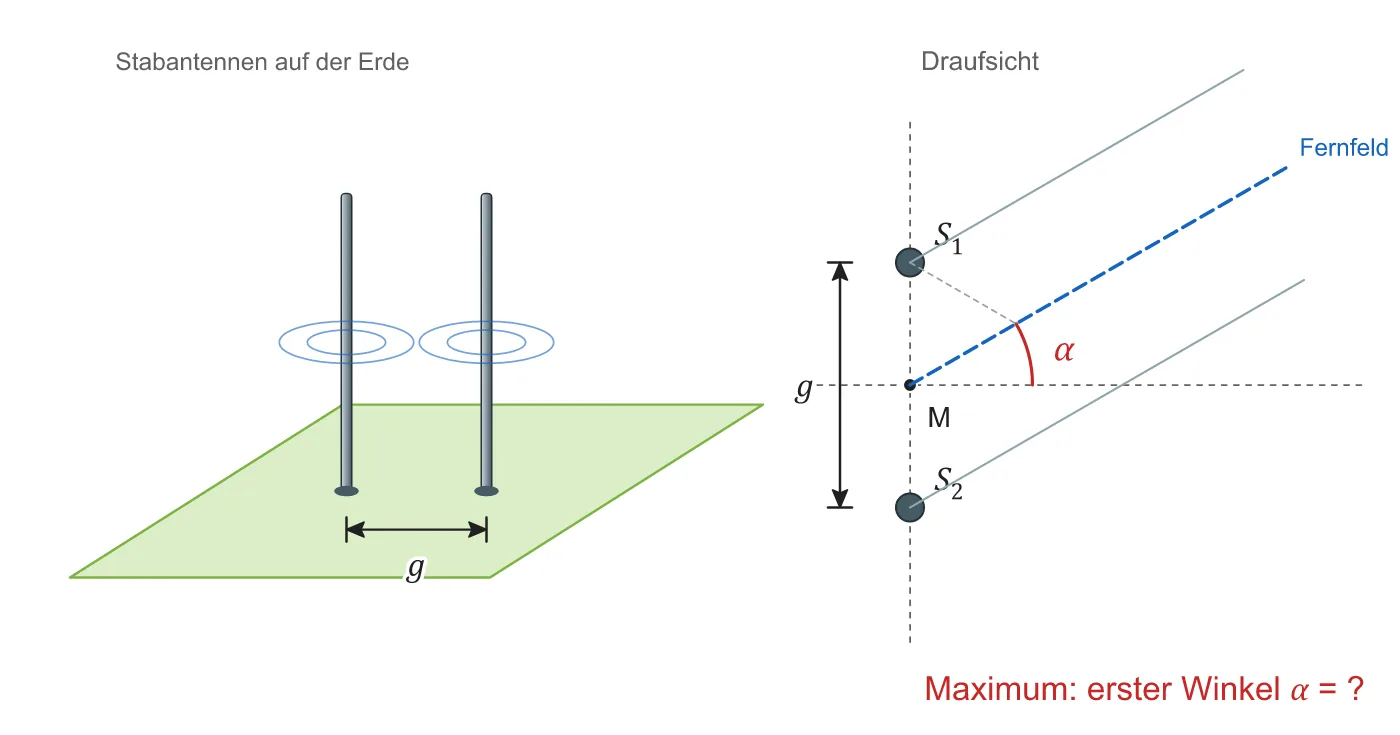 Stabantennen auf der Erde
g
Draufsicht
Fernfeld
S₁
α
g
M
S₂
Maximum: erster Winkel α = ?